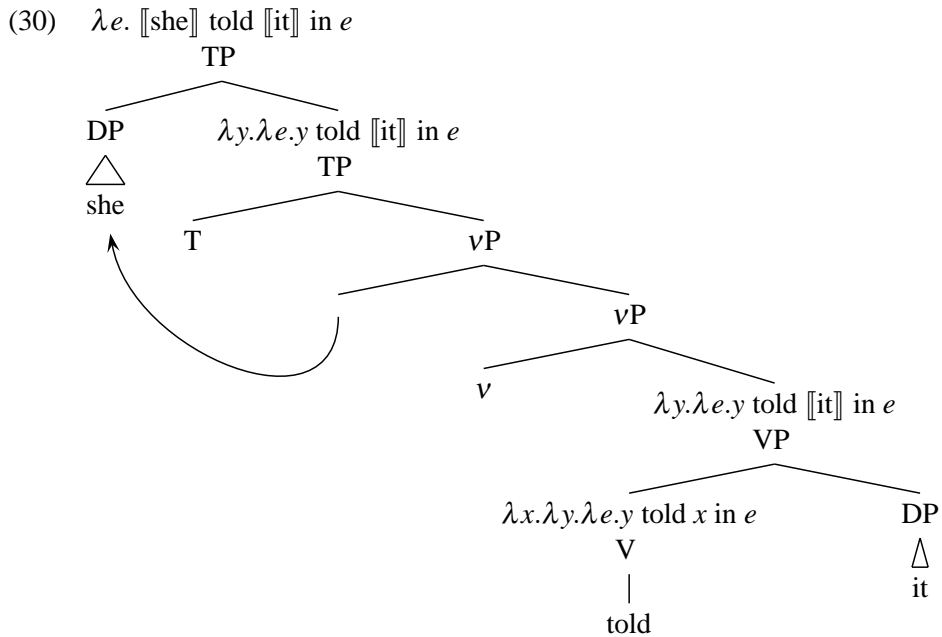 (30) λe. ⟦she⟧ told ⟦it⟧ in e
TP
DP
λy.λe.y told ⟦it⟧ in e
TP
she
T
vP
vP
v
λy.λe.y told ⟦it⟧ in e
VP
λx.λy.λe.y told x in e
DP
V
it
told